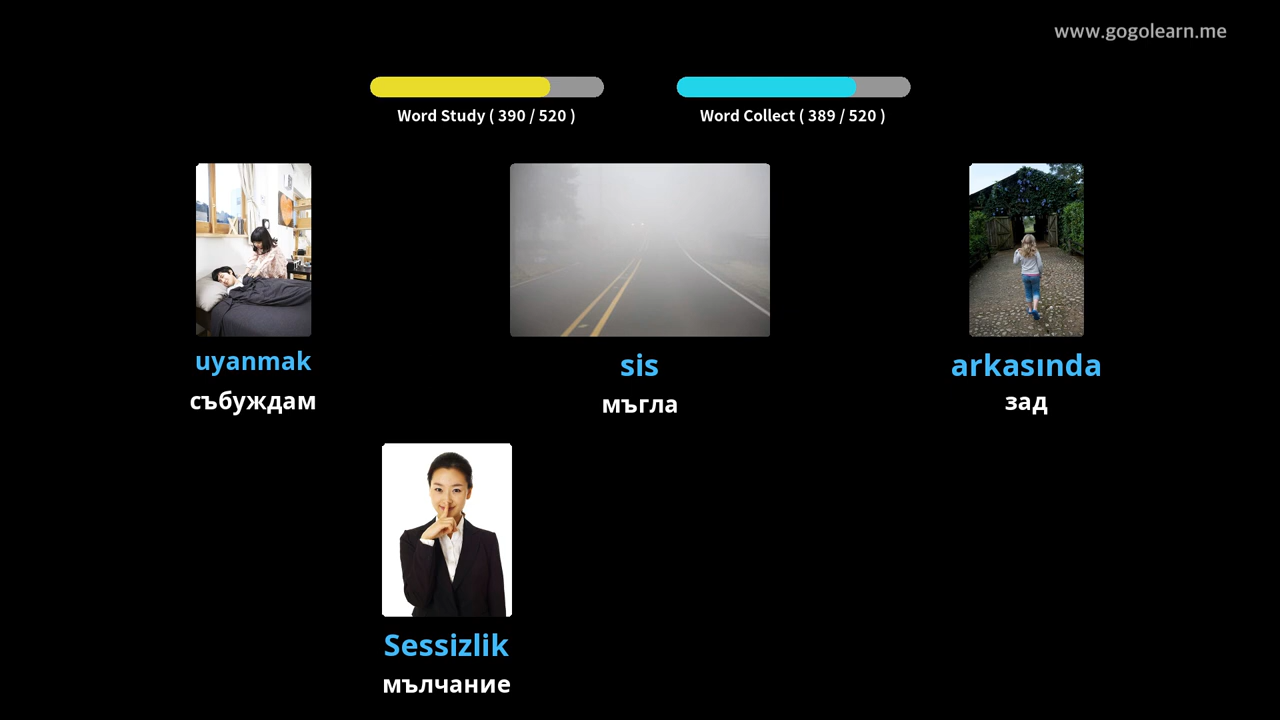 www.gogolearn.me
Word Study ( 390 / 520 )
Word Collect ( 389 / 520 )
uyanmak
събуждам
sis
мъгла
arkasında
зад
Sessizlik
мълчание